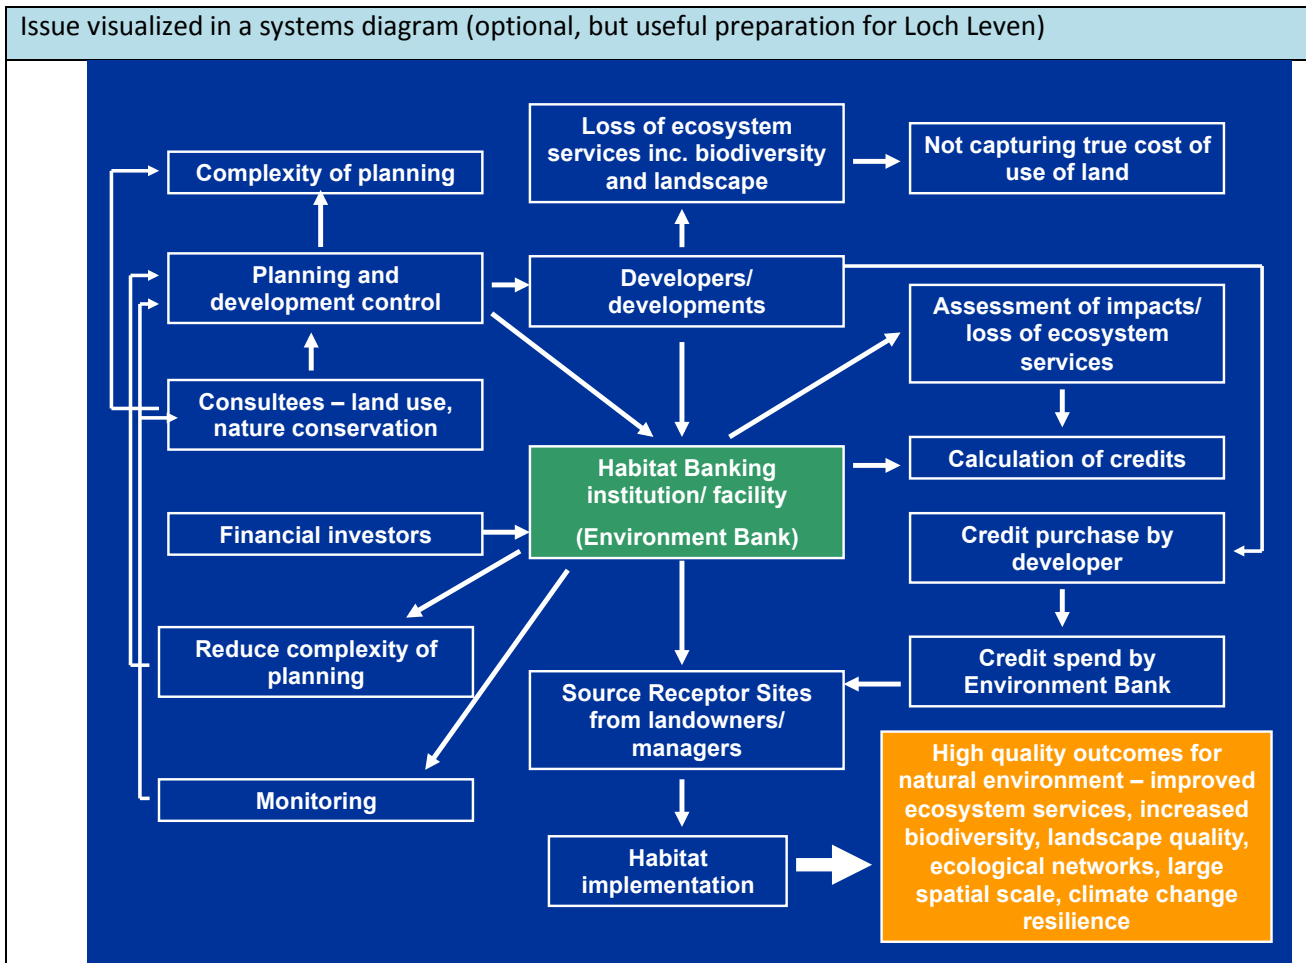 Issue visualized in a systems diagram (optional, but useful preparation for Loch Leven)
Loss of ecosystem
services inc. biodiversity
and landscape
Not capturing true cost of
use of land
Complexity of planning
Planning and
development control
Developers/
developments
Assessment of impacts/
loss of ecosystem
services
Consultees – land use,
nature conservation
Habitat Banking
institution/ facility
(Environment Bank)
Calculation of credits
Financial investors
Credit purchase by
developer
Reduce complexity of
planning
Source Receptor Sites
from landowners/
managers
Credit spend by
Environment Bank
Monitoring
Habitat
implementation
High quality outcomes for
natural environment – improved
ecosystem services, increased
biodiversity, landscape quality,
ecological networks, large
spatial scale, climate change
resilience